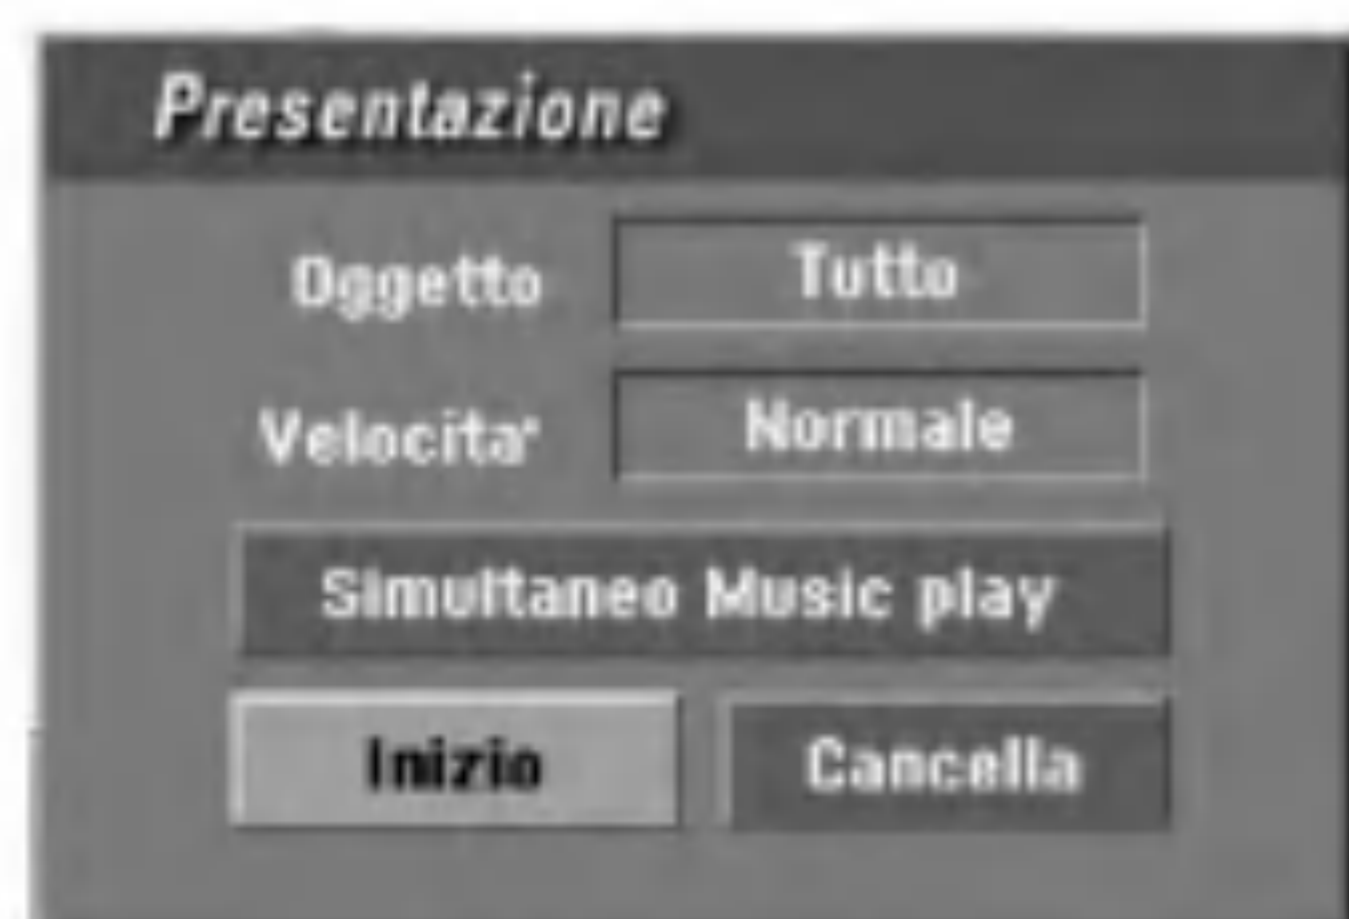 Presentazione
Oggetto Tutto
Velocita' Normale
Simultaneo Music play
Inizio Cancella